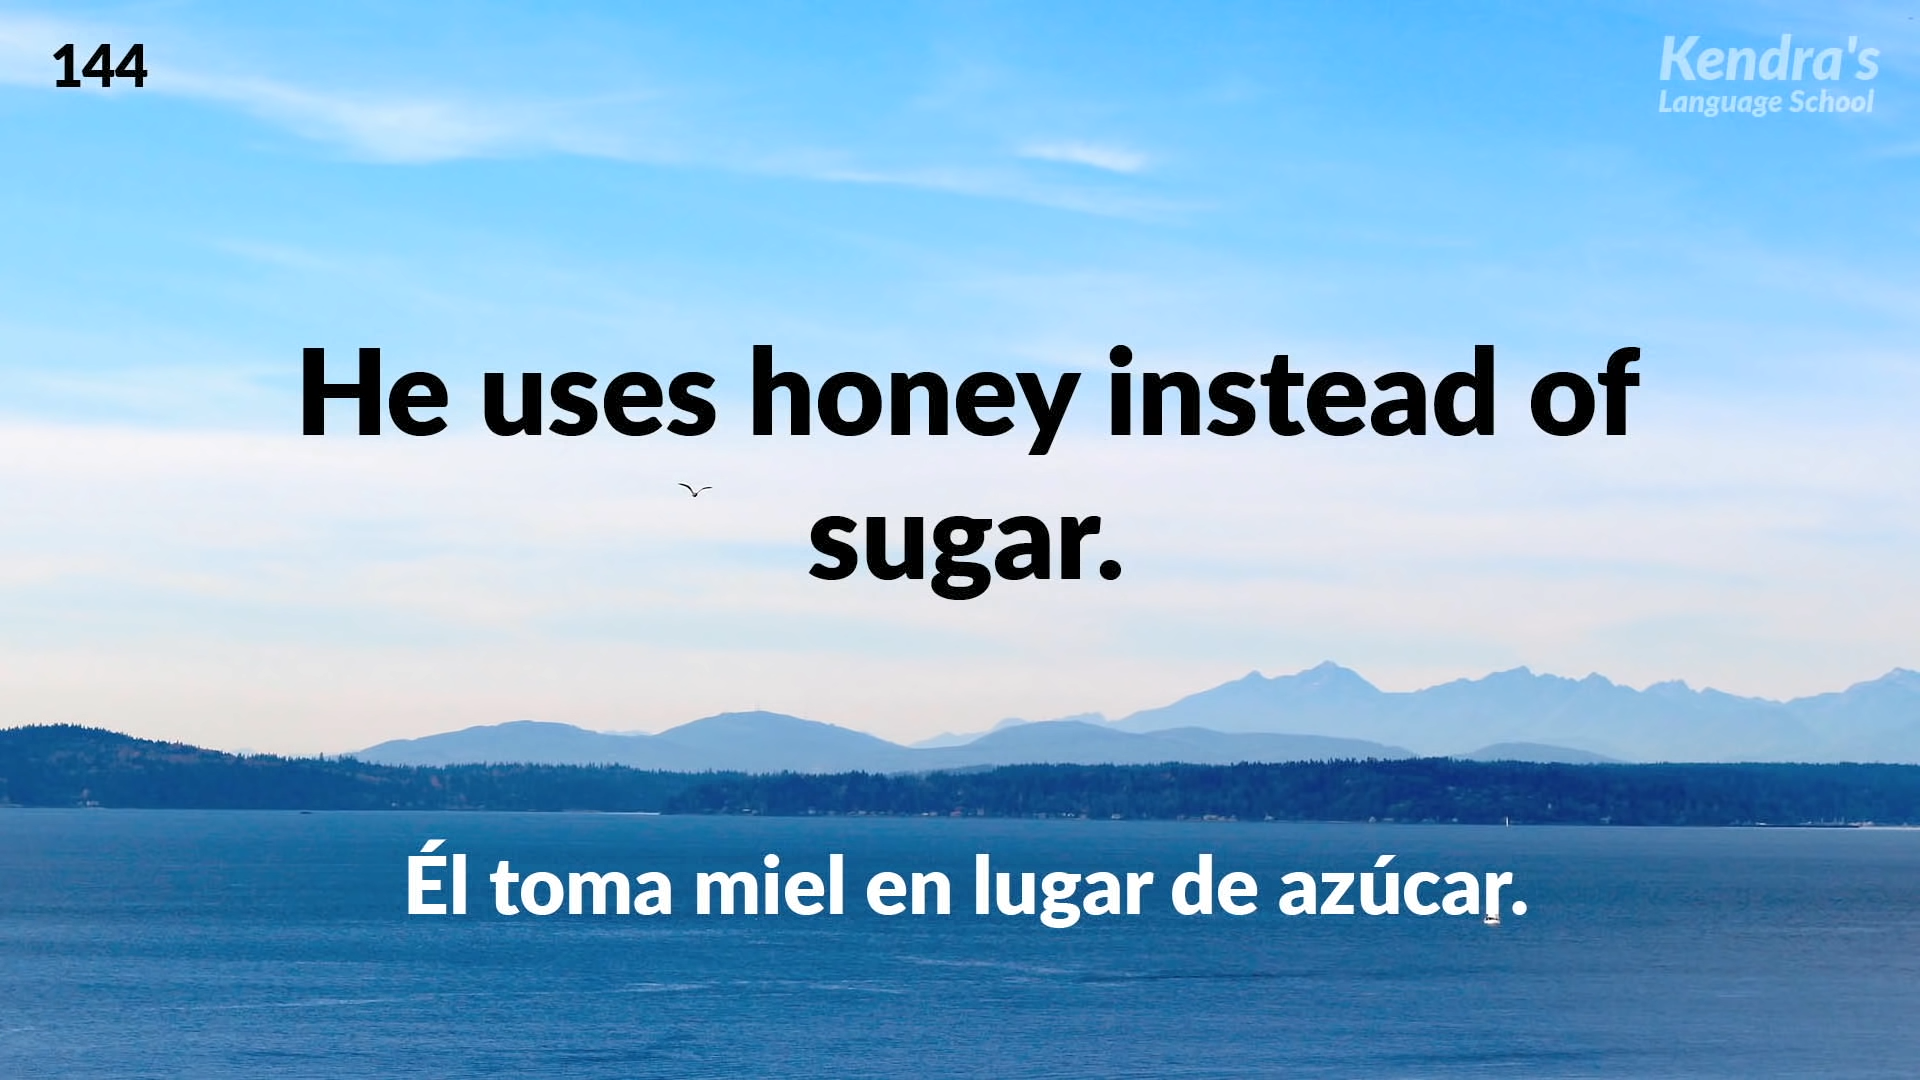 144
Kendra's
Language School
He uses honey instead of
sugar.
Él toma miel en lugar de azúcar.